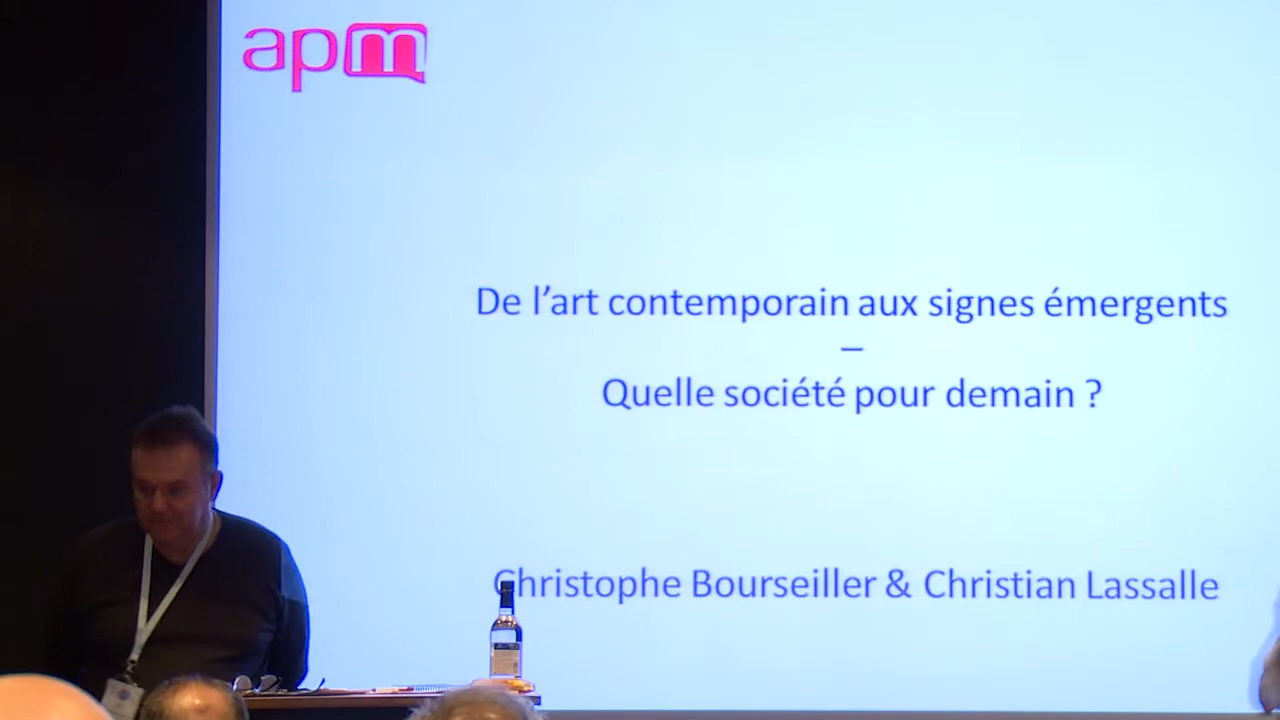 apm
De l'art contemporain aux signes émergents
–
Quelle société pour demain ?
Christophe Bourseiller & Christian Lassalle